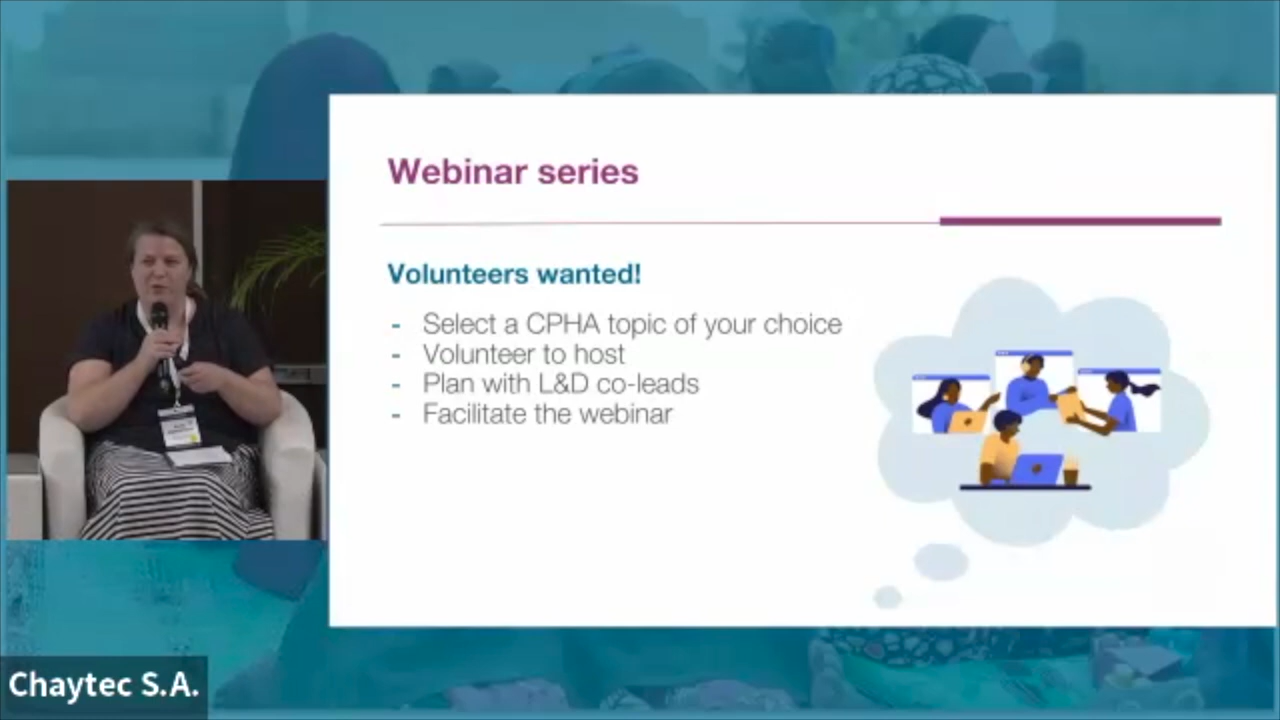 Webinar series
Volunteers wanted!
- Select a CPHA topic of your choice
- Volunteer to host
- Plan with L&D co-leads
- Facilitate the webinar
Chaytec S.A.